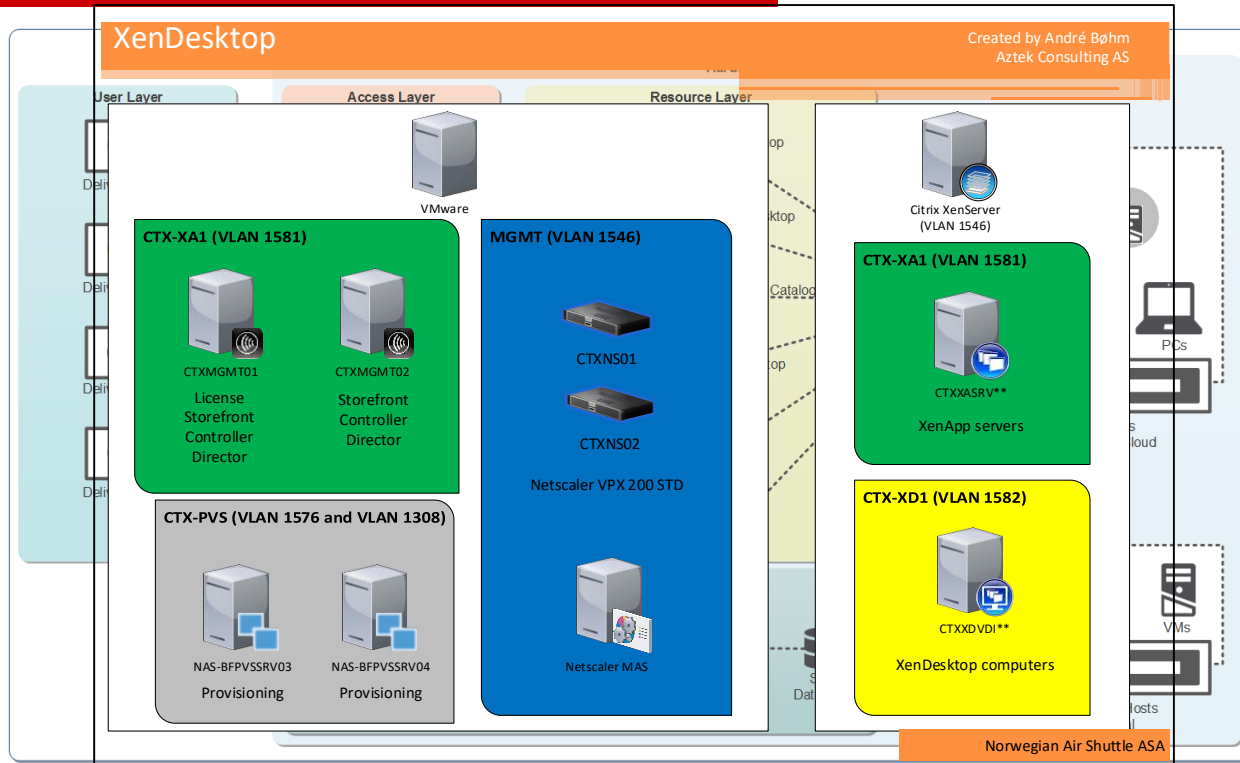 XenDesktop
Created by André Bøhm
Aztek Consulting AS
User Layer
Access Layer
Resource Layer
VMware
Citrix XenServer
(VLAN 1546)
CTX-XA1 (VLAN 1581)
CTXMGMT01
License
Storefront
Controller
Director
CTXMGMT02
Storefront
Controller
Director
MGMT (VLAN 1546)
CTXNS01
CTXNS02
Netscaler VPX 200 STD
Netscaler MAS
CTX-PVS (VLAN 1576 and VLAN 1308)
NAS-BFPVSSRV03
Provisioning
NAS-BFPVSSRV04
Provisioning
CTX-XA1 (VLAN 1581)
CTXXASRV**
XenApp servers
CTX-XD1 (VLAN 1582)
CTXXDVDI**
XenDesktop computers
Catalog
PCs
VMs
Norwegian Air Shuttle ASA